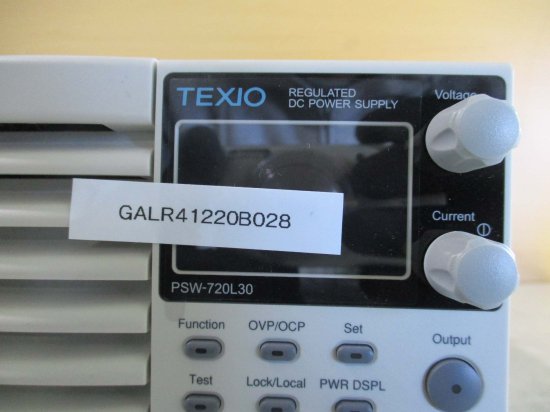 TEXIO
REGULATED
DC POWER SUPPLY
Voltage
GALR41220B028
Current
PSW-720L30
Function OVP/OCP Set
Output
Test Lock/Local PWR DSPL